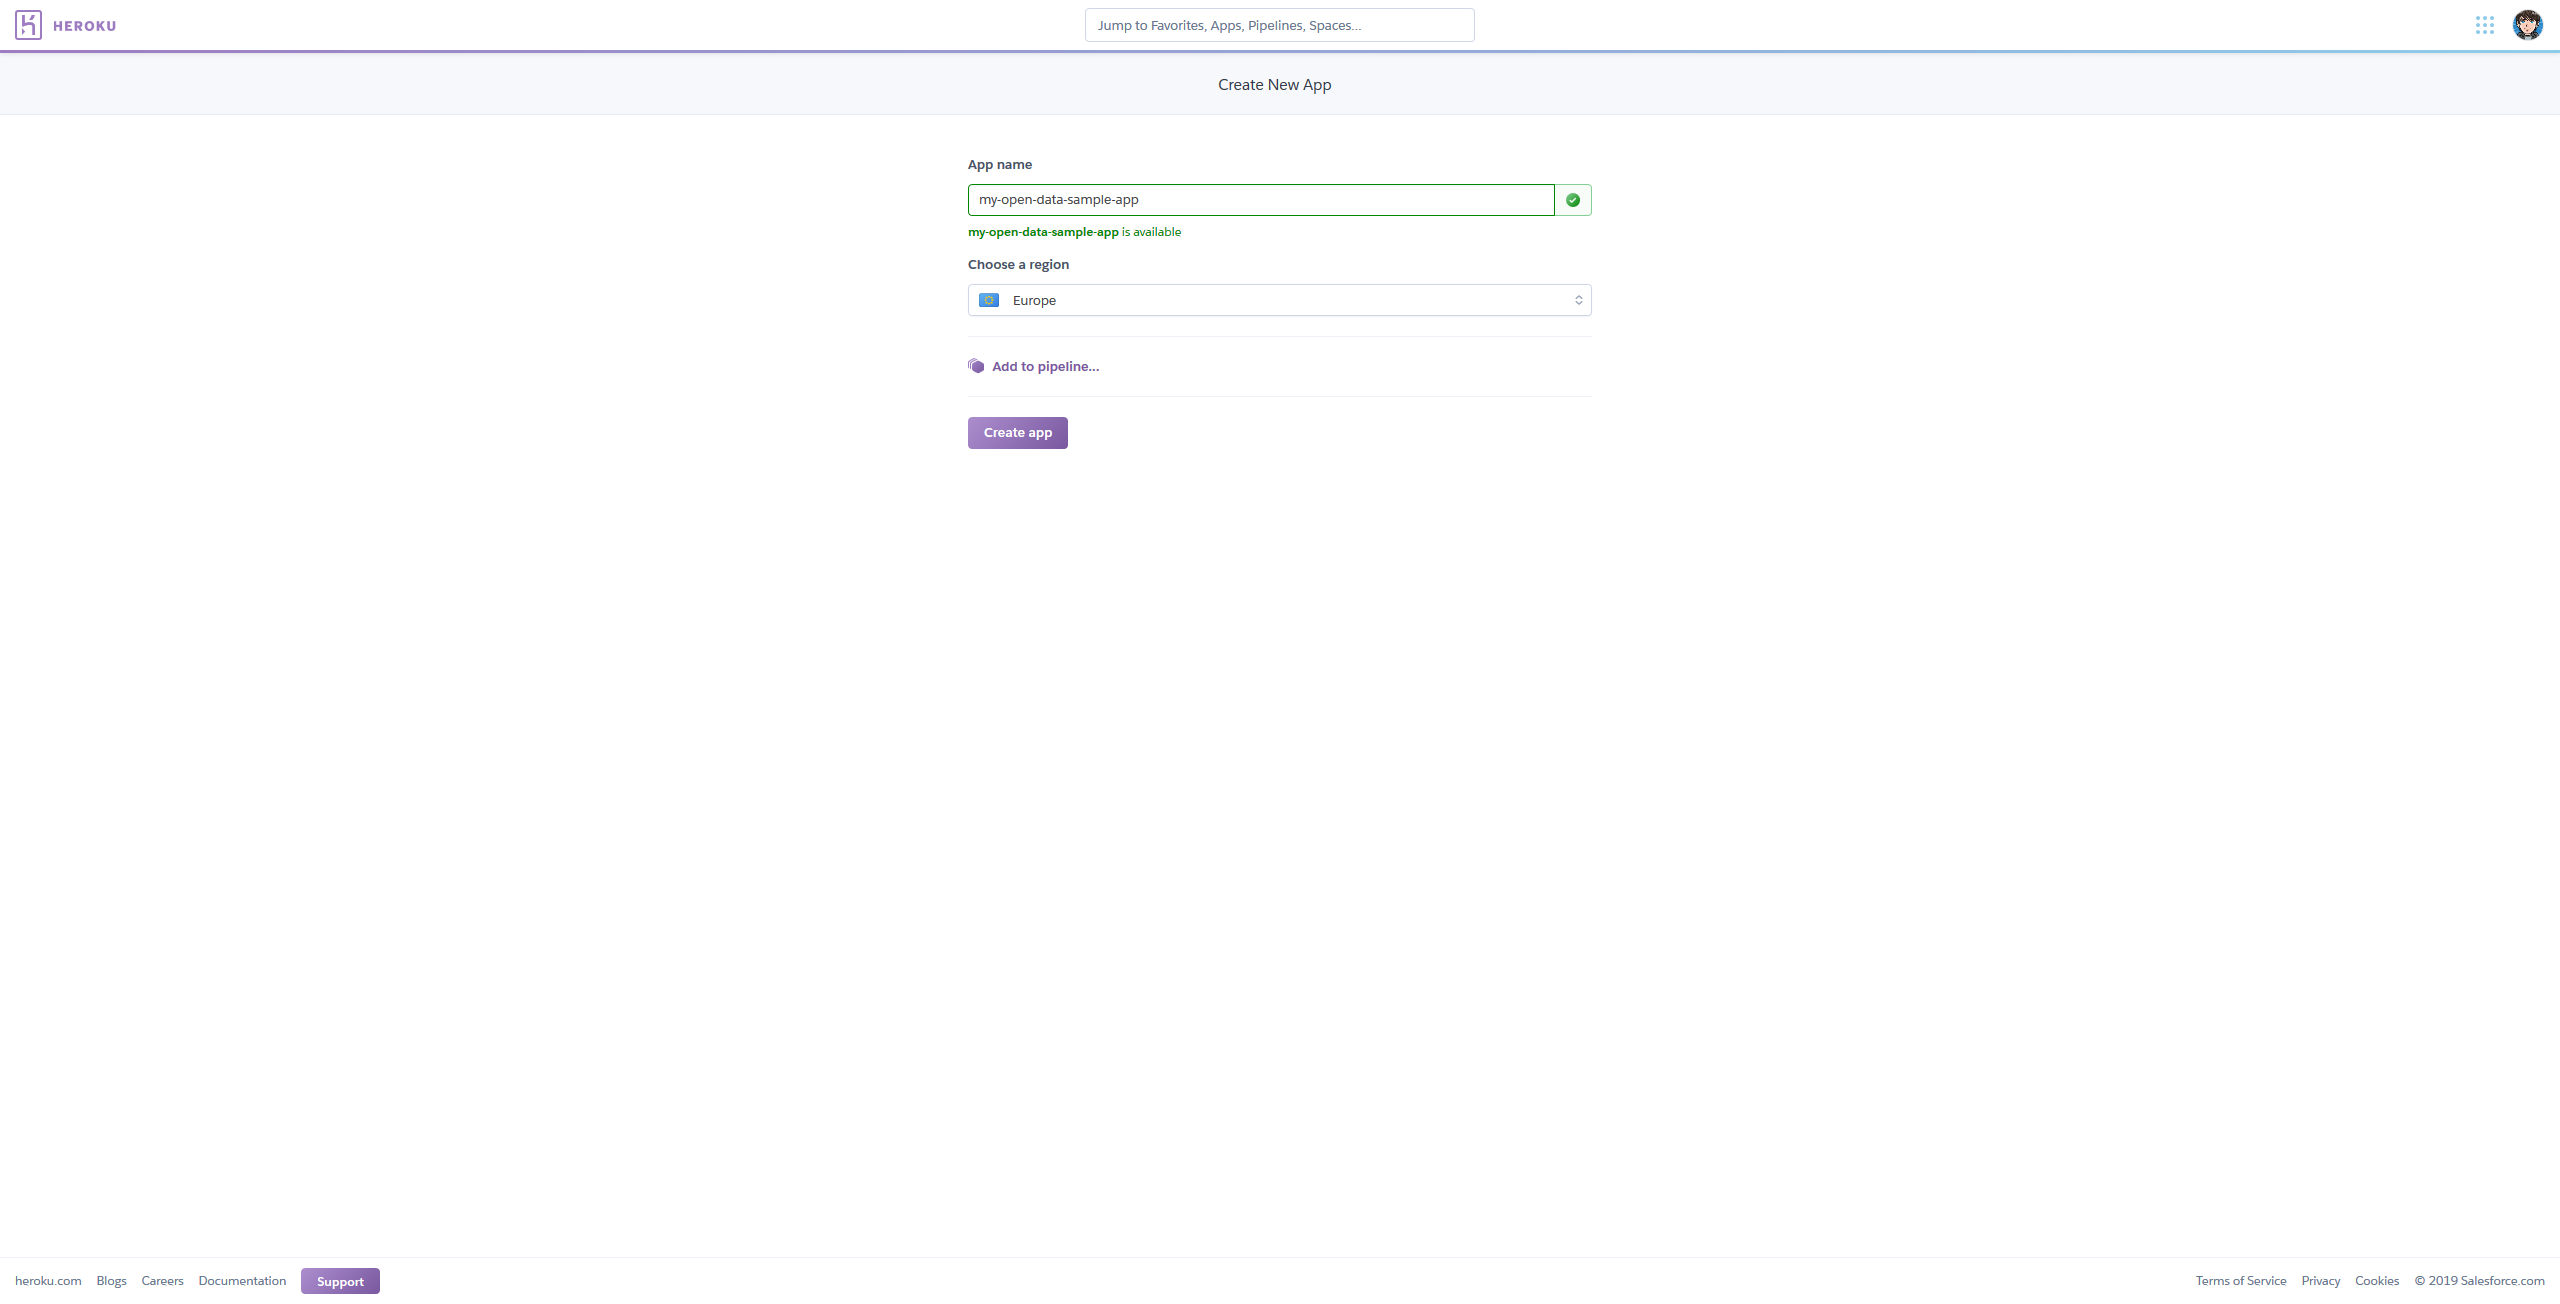 HEROKU
Jump to Favorites, Apps, Pipelines, Spaces...
Create New App
App name
my-open-data-sample-app
my-open-data-sample-app is available
Choose a region
Europe
Add to pipeline...
Create app
heroku.com Blogs Careers Documentation Support
Terms of Service Privacy Cookies © 2019 Salesforce.com